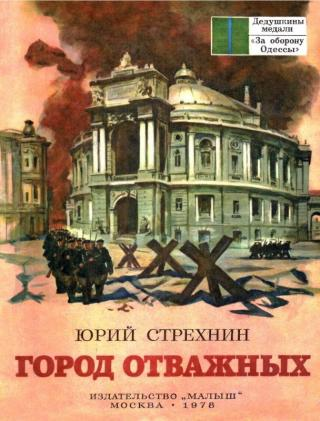 Дедушкины
медали
«За оборону
Одессы»
ЮРИЙ СТРЕХНИН
ГОРОД ОТВАЖНЫХ
ИЗДАТЕЛЬСТВО „МАЛЫШ“
МОСКВА • 1978